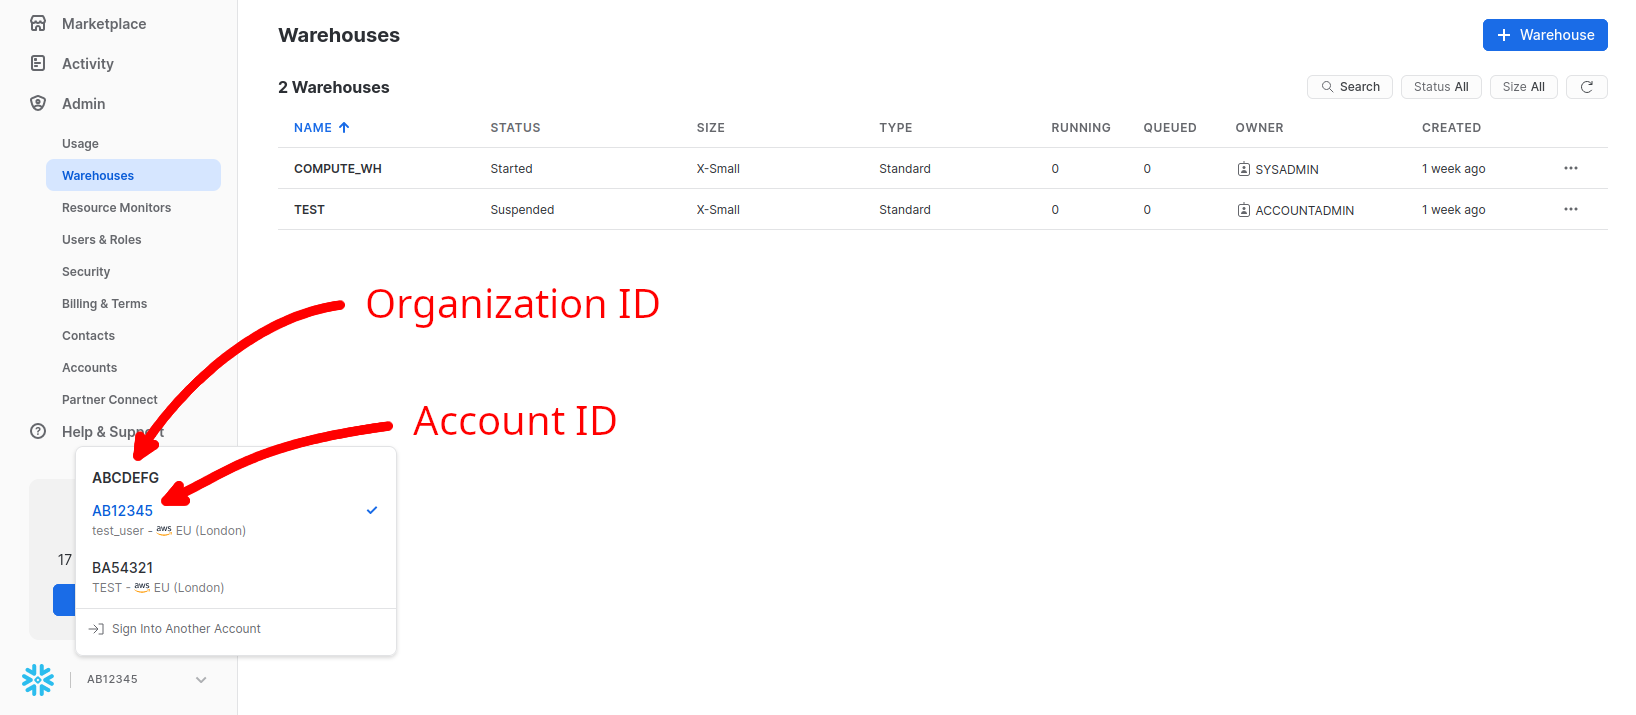 Marketplace
Activity
Admin
Usage
Warehouses
Resource Monitors
Users & Roles
Security
Billing & Terms
Contacts
Accounts
Partner Connect
Help & Support
ABCDEFG
AB12345
test_user - aws EU (London)
BA54321
TEST - aws EU (London)
Sign Into Another Account
17
AB12345
Warehouses
+ Warehouse
2 Warehouses
Search Status All Size All
NAME STATUS SIZE TYPE RUNNING QUEUED OWNER CREATED
COMPUTE_WH Started X-Small Standard 0 0 SYSADMIN 1 week ago ...
TEST Suspended X-Small Standard 0 0 ACCOUNTADMIN 1 week ago ...
Organization ID
Account ID